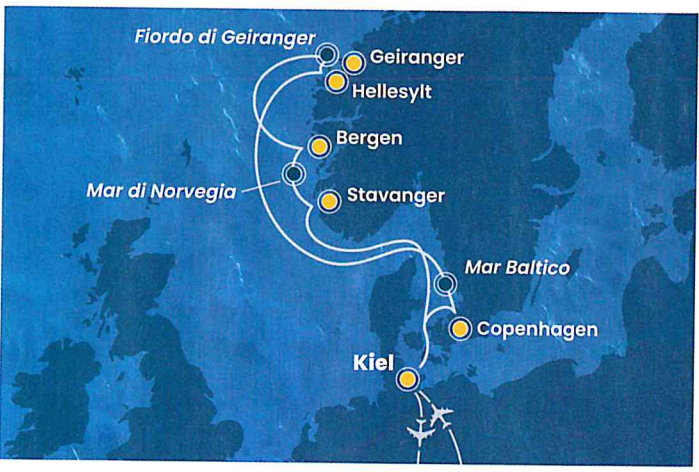 Fiordo di Geiranger
Geiranger
Hellesylt
Bergen
Mar di Norvegia
Stavanger
Mar Baltico
Copenhagen
Kiel